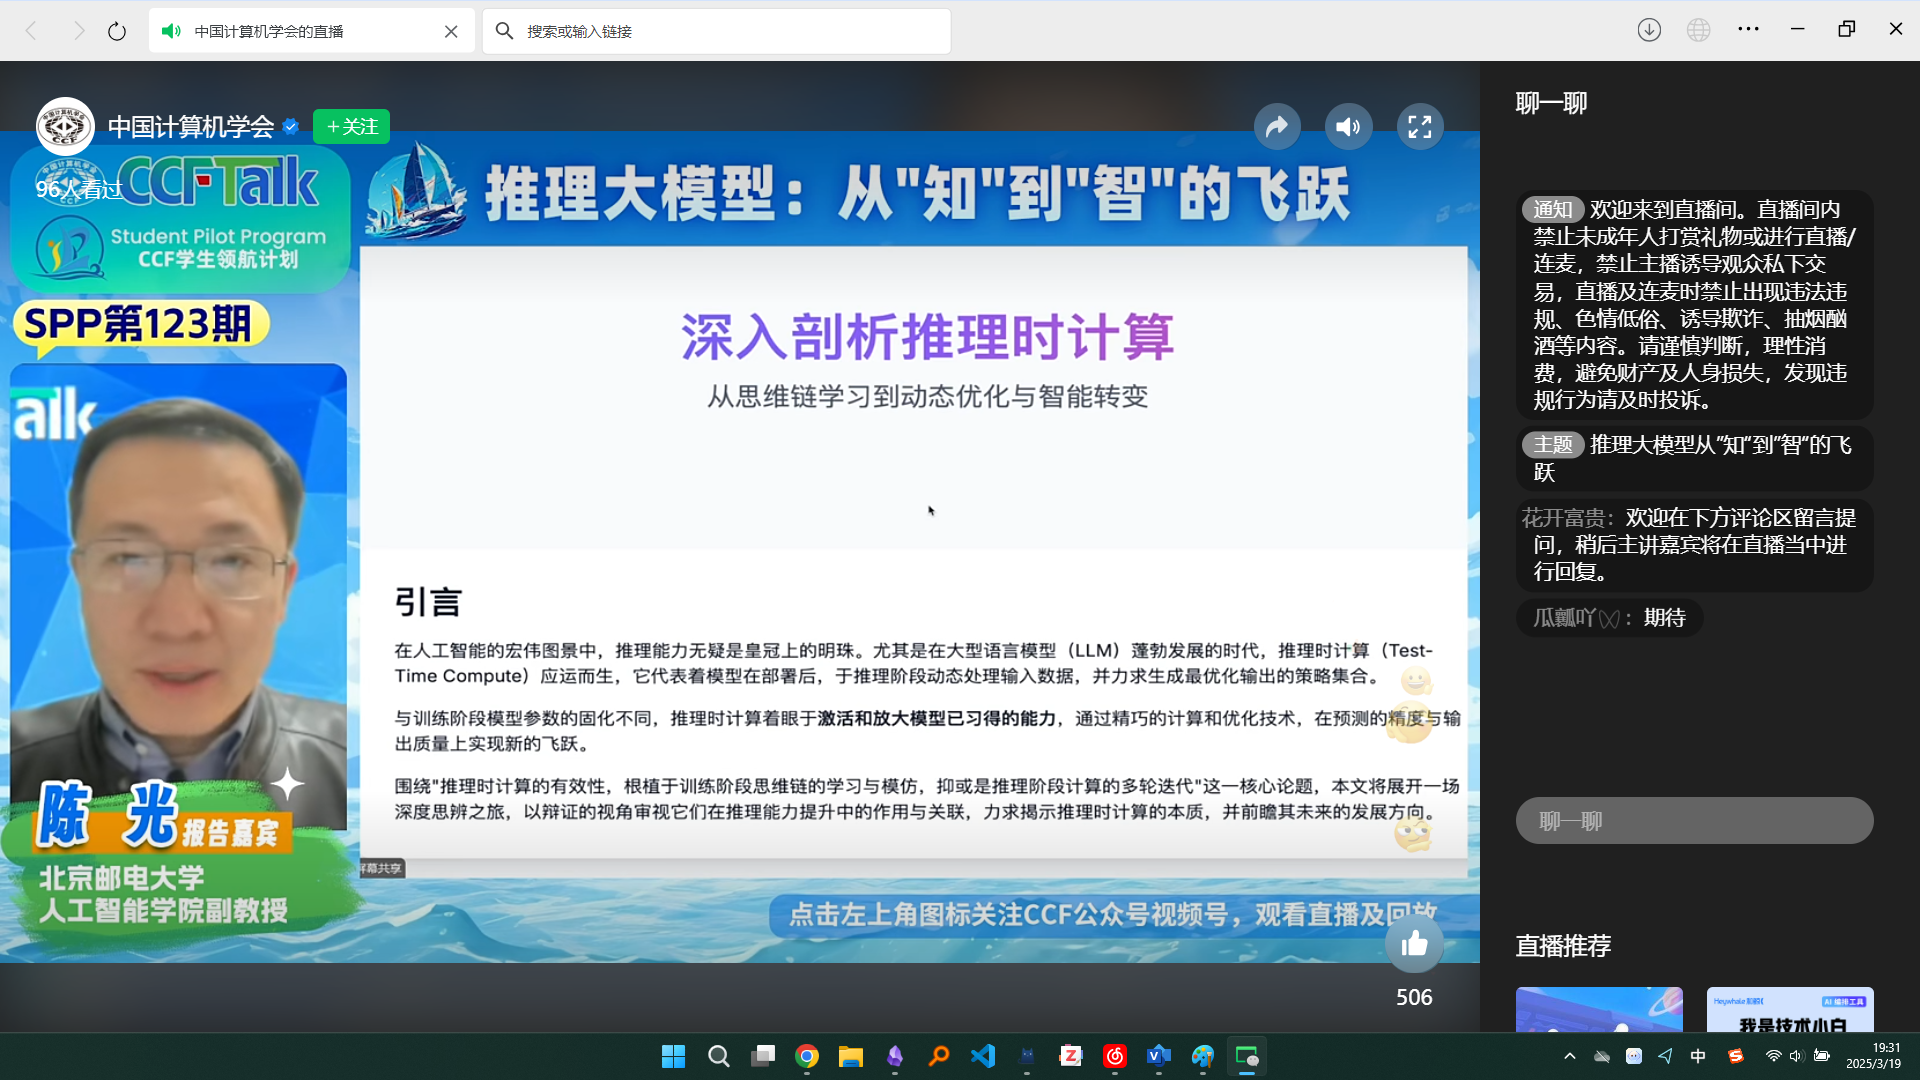 中国计算机学会的直播
搜索或输入链接
中国计算机学会
+关注
96人看过
CCF Talk
Student Pilot Program
CCF学生领航计划
SPP第123期
推理大模型：从"知"到"智"的飞跃
深入剖析推理时计算
从思维链学习到动态优化与智能转变
引言
在人工智能的宏伟图景中，推理能力无疑是皇冠上的明珠。尤其是在大型语言模型（LLM）蓬勃发展的时代，推理时计算（Test-
Time Compute）应运而生，它代表着模型在部署后，于推理阶段动态处理输入数据，并力求生成最优化输出的策略集合。
与训练阶段模型参数的固化不同，推理时计算着眼于激活和放大模型已习得的能力，通过精巧的计算和优化技术，在预测的精度与输
出质量上实现新的飞跃。
围绕"推理时计算的有效性，根植于训练阶段思维链的学习与模仿，抑或是推理阶段计算的多轮迭代"这一核心论题，本文将展开一场
深度思辨之旅，以辩证的视角审视它们在推理能力提升中的作用与关联，力求揭示推理时计算的本质，并前瞻其未来的发展方向。
屏幕共享
alk
陈 光 报告嘉宾
北京邮电大学
人工智能学院副教授
点击左上角图标关注CCF公众号视频号，观看直播及回放
506
聊一聊
通知 欢迎来到直播间。直播间内
禁止未成年人打赏礼物或进行直播/
连麦，禁止主播诱导观众私下交
易，直播及连麦时禁止出现违法违
规、色情低俗、诱导欺诈、抽烟酗
酒等内容。请谨慎判断，理性消
费，避免财产及人身损失，发现违
规行为请及时投诉。
主题 推理大模型从”知“到”智“的飞
跃
花开富贵：欢迎在下方评论区留言提
问，稍后主讲嘉宾将在直播当中进
行回复。
瓜瓤吖：期待
聊一聊
直播推荐
Heywhale
AI 编排工具
我是技术小白
中
19:31
2025/3/19